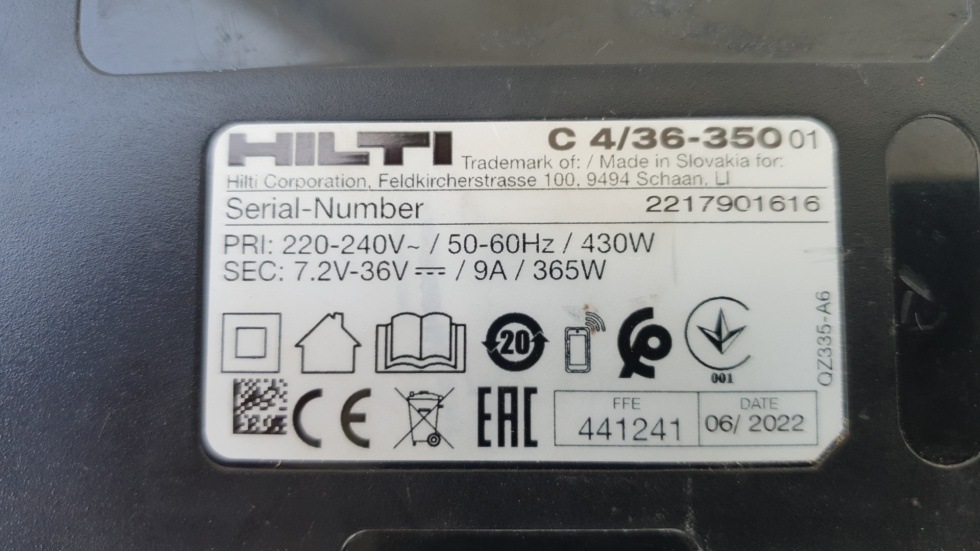 HILTI C 4/36-350 01
Trademark of: / Made in Slovakia for:
Hilti Corporation, Feldkircherstrasse 100, 9494 Schaan, LI
Serial-Number 2217901616
PRI: 220-240V~ / 50-60Hz / 430W
SEC: 7.2V-36V ⎓ / 9A / 365W
20
001
QZ335-A6
CE
EAC
FFE
441241
DATE
06/ 2022